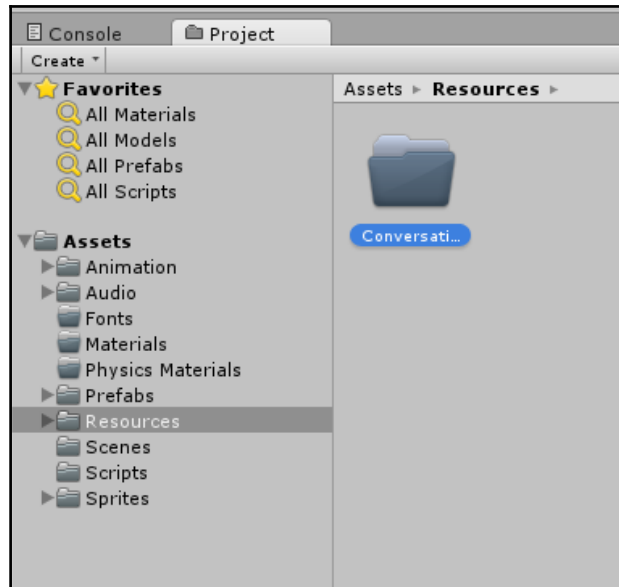 Console
Project
Create
Favorites
All Materials
All Models
All Prefabs
All Scripts
Assets
Animation
Audio
Fonts
Materials
Physics Materials
Prefabs
Resources
Scenes
Scripts
Sprites
Assets ▸ Resources ▸
Conversati...